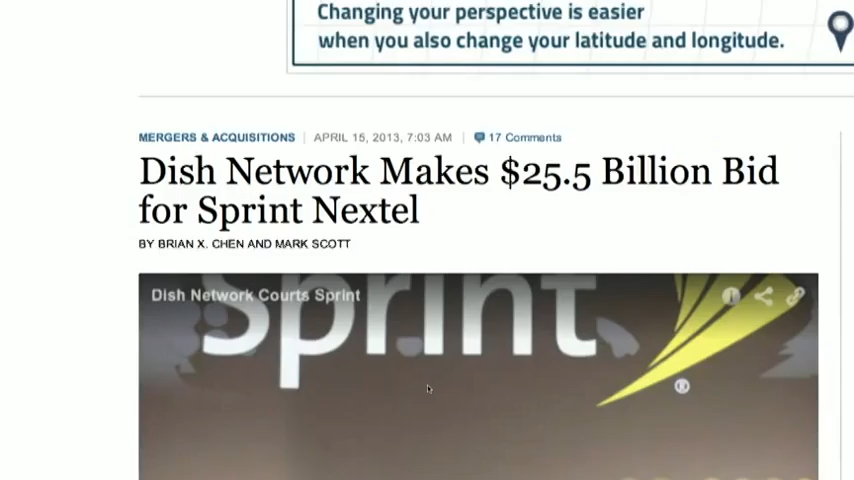 Changing your perspective is easier
when you also change your latitude and longitude.
MERGERS & ACQUISITIONS | APRIL 15, 2013, 7:03 AM | 17 Comments
Dish Network Makes $25.5 Billion Bid
for Sprint Nextel
BY BRIAN X. CHEN AND MARK SCOTT
Dish Network Courts Sprint
Sprint
®